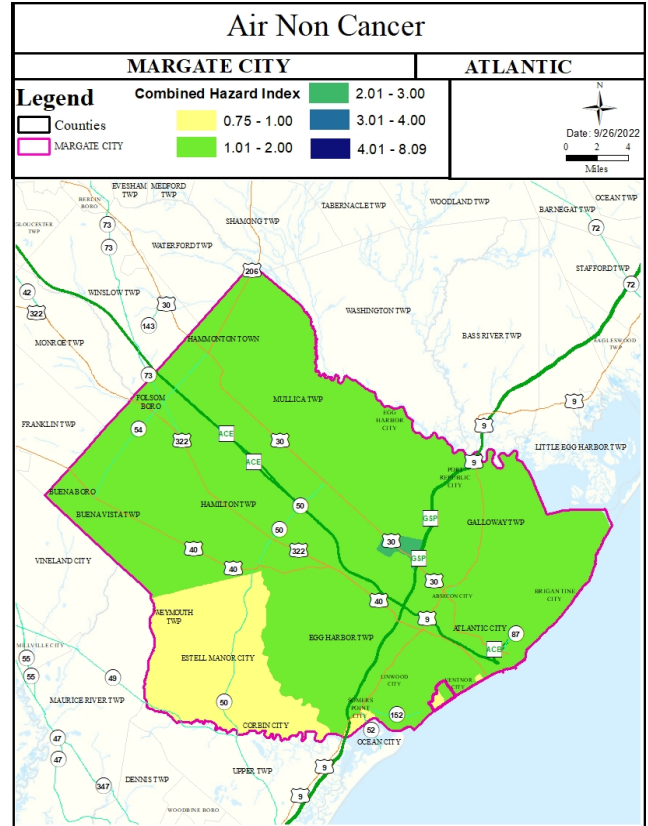 Air Non Cancer
MARGATE CITY
ATLANTIC
Legend
Counties
MARGATE CITY
Combined Hazard Index
0.75 - 1.00
1.01 - 2.00
2.01 - 3.00
3.01 - 4.00
4.01 - 8.09
N
Date: 9/26/2022
0 2 4
Miles
EVESHAM TWP
MEDFORD TWP
BERLIN BORO
TABERNACLE TWP
WOODLAND TWP
OCEAN TWP
BARNEGAT TWP
GLOUCESTER TWP
73
SHAMONG TWP
72
73
WATERFORD TWP
STAFFORD TWP
206
72
42
WINSLOW TWP
30
322
WASHINGTON TWP
143
BASS RIVER TWP
MONROE TWP
HAMMONTON TOWN
EAGLESWOOD TWP
73
FOLSOM BORO
MULLICA TWP
9
EGG HARBOR CITY
9
FRANKLIN TWP
54
ACE
322
30
LITTLE EGG HARBOR TWP
ACE
9
PORT REPUBLIC CITY
BUENA BORO
HAMILTON TWP
50
BUENA VISTA TWP
GSP
GALLOWAY TWP
50
322
30
40
GSP
VINELAND CITY
40
30
BRIGANTINE CITY
ABSECON CITY
40
WEYMOUTH TWP
9
ATLANTIC CITY
87
EGG HARBOR TWP
MILLVILLE CITY
ACE
55
ESTELL MANOR CITY
55
49
LINWOOD CITY
VENTNOR CITY
MAURICE RIVER TWP
50
SOMERS POINT CITY
152
CORBIN CITY
52
47
OCEAN CITY
47
UPPER TWP
9
DENNIS TWP
347
9
WOODBINE BORO